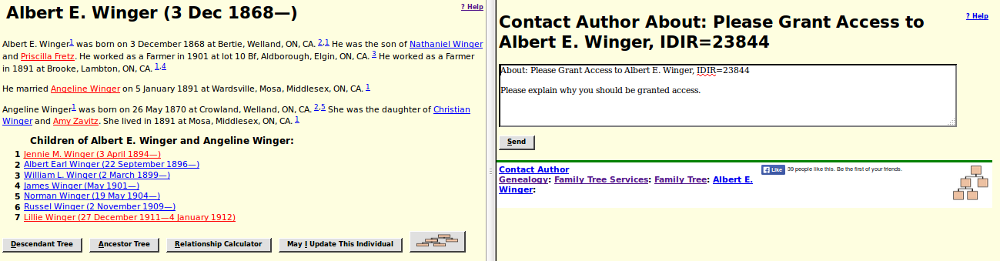 Albert E. Winger (3 Dec 1868—)
? Help
Albert E. Winger1 was born on 3 December 1868 at Bertie, Welland, ON, CA. 2,1 He was the son of Nathaniel Winger
and Priscilla Fretz. He worked as a Farmer in 1901 at lot 10 Bf, Aldborough, Elgin, ON, CA. 3 He worked as a Farmer
in 1891 at Brooke, Lambton, ON, CA. 1,4
He married Angeline Winger on 5 January 1891 at Wardsville, Mosa, Middlesex, ON, CA. 1
Angeline Winger1 was born on 26 May 1870 at Crowland, Welland, ON, CA. 2,5 She was the daughter of Christian
Winger and Amy Zavitz. She lived in 1891 at Mosa, Middlesex, ON, CA. 1
Children of Albert E. Winger and Angeline Winger:
1 Jennie M. Winger (3 April 1894—)
2 Albert Earl Winger (22 September 1896—)
3 William L. Winger (2 March 1899—)
4 James Winger (May 1901—)
5 Norman Winger (19 May 1904—)
6 Russel Winger (2 November 1909—)
7 Lillie Winger (27 December 1911—4 January 1912)
Descendant Tree
Ancestor Tree
Relationship Calculator
May I Update This Individual
Contact Author About: Please Grant Access to
Albert E. Winger, IDIR=23844
? Help
About: Please Grant Access to Albert E. Winger, IDIR=23844
Please explain why you should be granted access.
Send
Contact Author
Genealogy: Family Tree Services: Family Tree: Albert E.
Winger:
Like
39 people like this. Be the first of your friends.